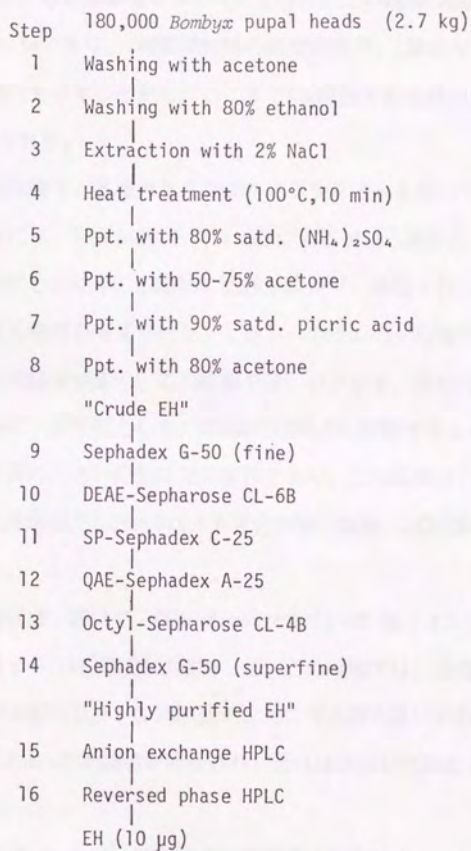 180,000 Bombyx pupal heads (2.7 kg)
Step
1 Washing with acetone
2 Washing with 80% ethanol
3 Extraction with 2% NaCl
4 Heat treatment (100°C,10 min)
5 Ppt. with 80% satd. (NH₄)₂SO₄
6 Ppt. with 50-75% acetone
7 Ppt. with 90% satd. picric acid
8 Ppt. with 80% acetone
"Crude EH"
9 Sephadex G-50 (fine)
10 DEAE-Sepharose CL-6B
11 SP-Sephadex C-25
12 QAE-Sephadex A-25
13 Octyl-Sepharose CL-4B
14 Sephadex G-50 (superfine)
"Highly purified EH"
15 Anion exchange HPLC
16 Reversed phase HPLC
EH (10 µg)